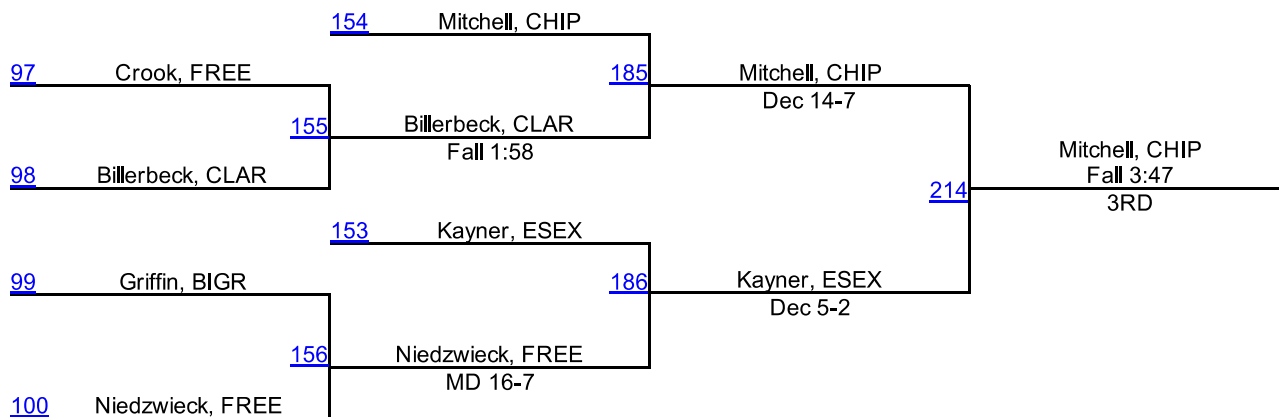 154 Mitchell, CHIP
97 Crook, FREE
185 Mitchell, CHIP
Dec 14-7
155 Billerbeck, CLAR
Fall 1:58
98 Billerbeck, CLAR
Mitchell, CHIP
214 Fall 3:47
3RD
153 Kayner, ESEX
99 Griffin, BIGR
186 Kayner, ESEX
Dec 5-2
156 Niedzwieck, FREE
MD 16-7
100 Niedzwieck, FREE